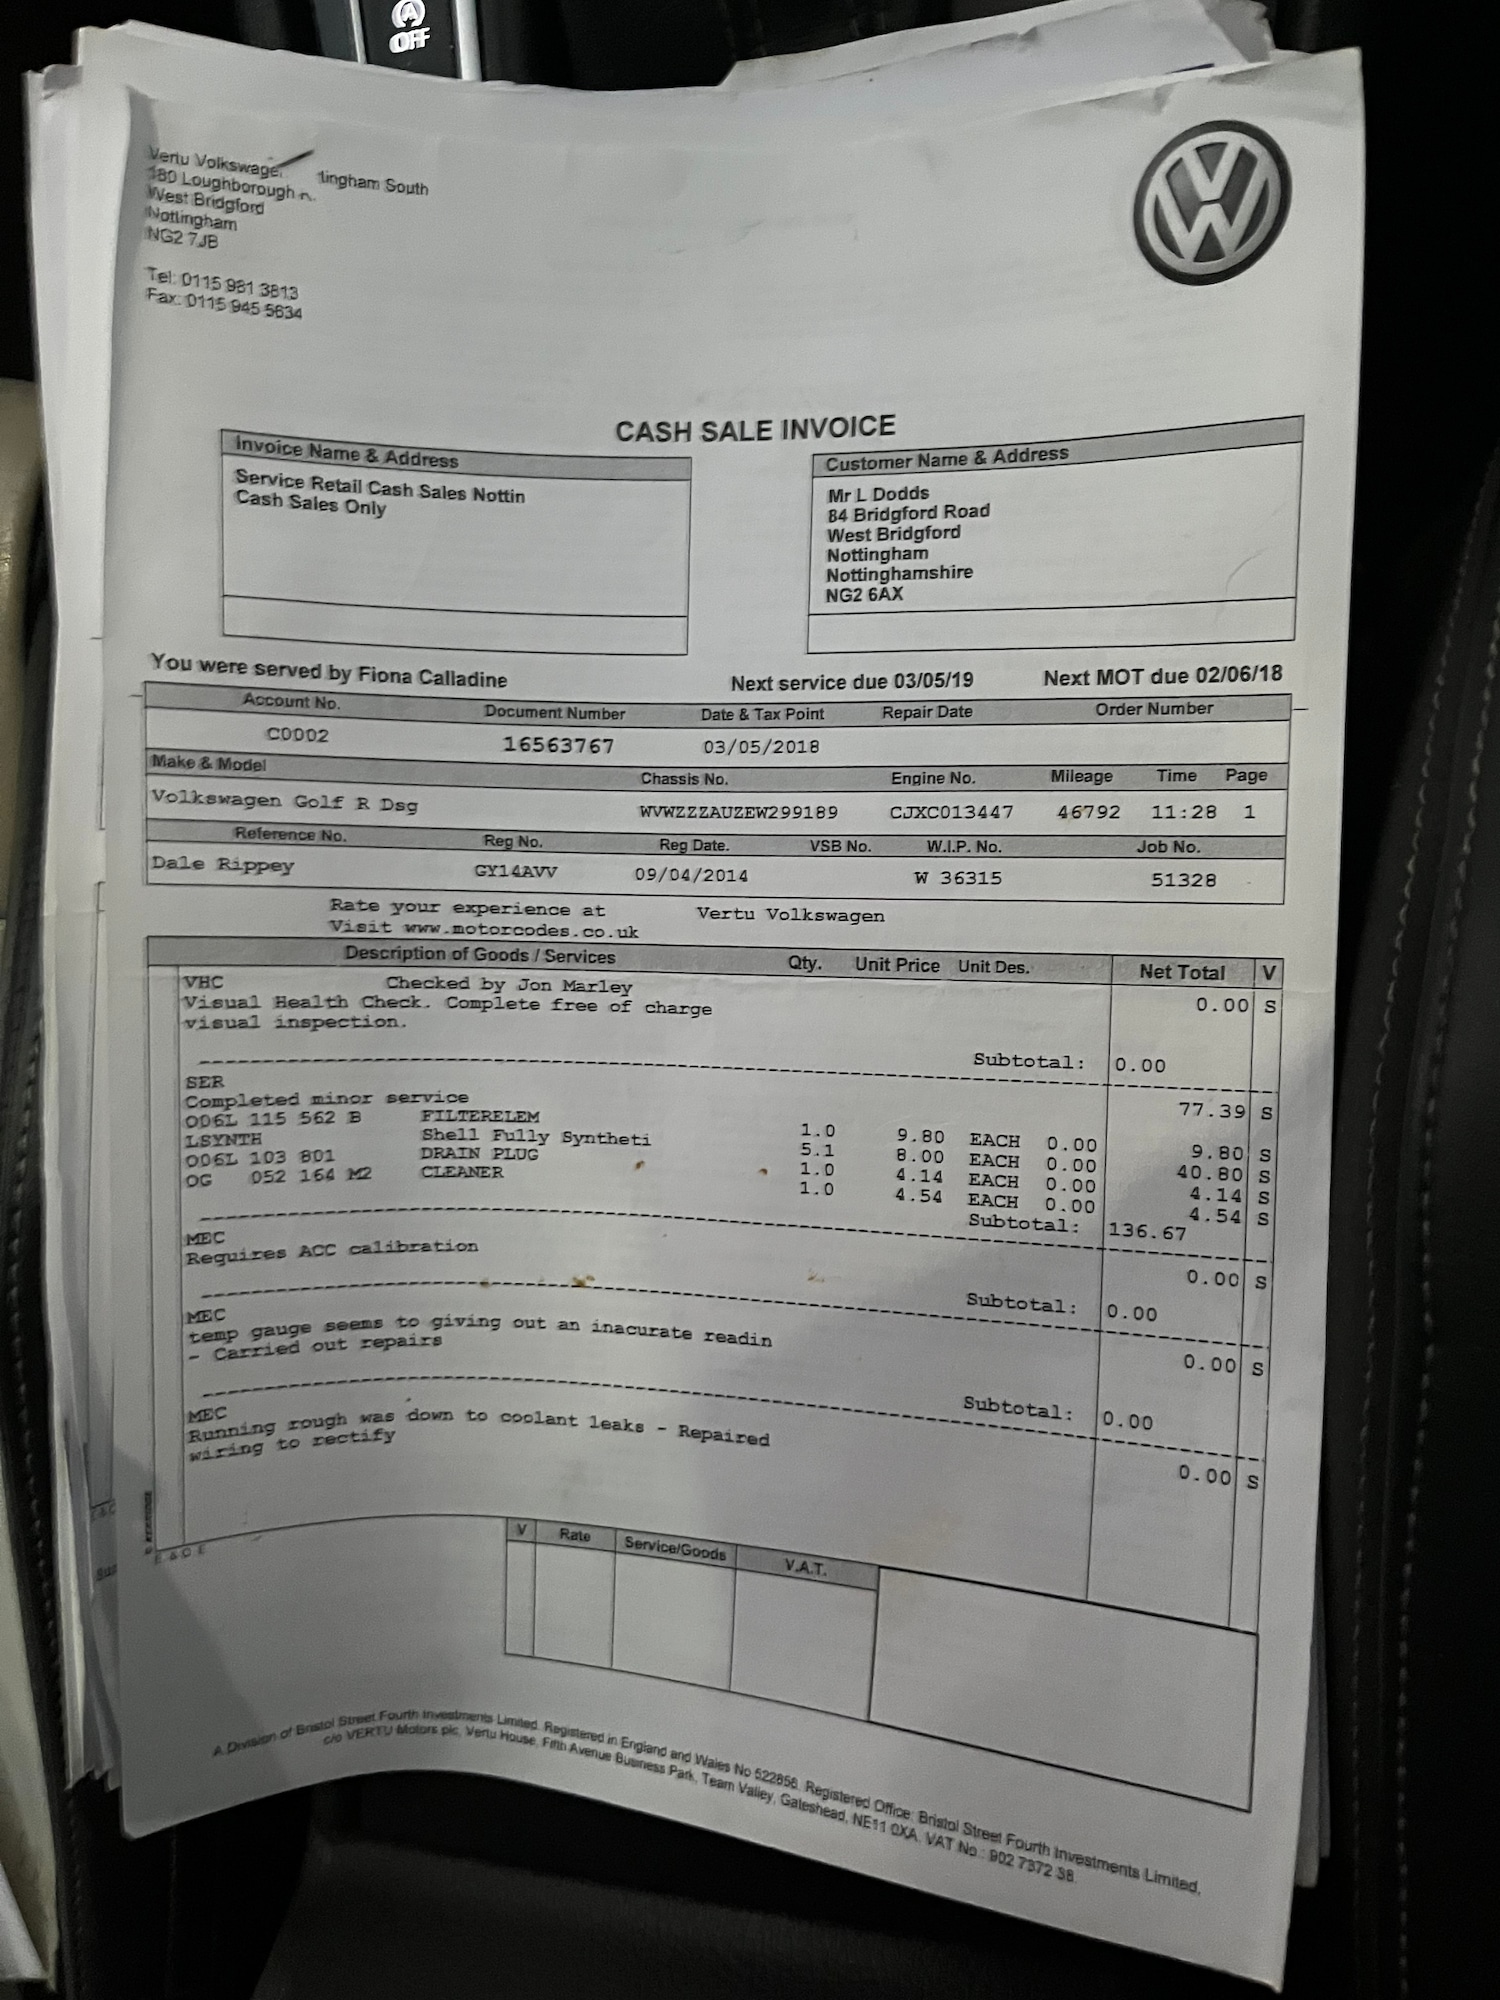 OFF
Vertu Volkswage tingham South
180 Loughborough
West Bridgford
Nottingham
NG2 7JB
Tel: 0115 981 3813
Fax: 0115 945 5634
CASH SALE INVOICE
Invoice Name & Address
Service Retail Cash Sales Nottin
Cash Sales Only
Customer Name & Address
Mr L Dodds
84 Bridgford Road
West Bridgford
Nottingham
Nottinghamshire
NG2 6AX
You were served by Fiona Calladine Next service due 03/05/19 Next MOT due 02/06/18
Account No. Document Number Date & Tax Point Repair Date Order Number
C0002 16563767 03/05/2018
Make & Model Chassis No. Engine No. Mileage Time Page
Volkswagen Golf R Dsg WVWZZZAUZEW299189 CJXC013447 46792 11:28 1
Reference No. Reg No. Reg Date. VSB No. W.I.P. No. Job No.
Dale Rippey GY14AVV 09/04/2014 W 36315 51328
Rate your experience at Vertu Volkswagen
Visit www.motorcodes.co.uk
Description of Goods / Services Qty. Unit Price Unit Des. Net Total V
VHC Checked by Jon Marley
Visual Health Check. Complete free of charge 0.00 S
visual inspection.
Subtotal: 0.00
SER
Completed minor service 77.39 S
006L 115 562 B FILTERELEM 1.0 9.80 EACH 0.00 9.80 S
LSYNTH Shell Fully Syntheti 5.1 8.00 EACH 0.00 40.80 S
006L 103 801 DRAIN PLUG 1.0 4.14 EACH 0.00 4.14 S
OG 052 164 M2 CLEANER 1.0 4.54 EACH 0.00 4.54 S
Subtotal: 136.67
MEC
Requires ACC calibration 0.00 S
Subtotal: 0.00
MEC
temp gauge seems to giving out an inacurate readin 0.00 S
- Carried out repairs
Subtotal: 0.00
MEC
Running rough was down to coolant leaks - Repaired 0.00 S
wiring to rectify
E & O E
V Rate Service/Goods V.A.T.
A Division of Bristol Street Fourth Investments Limited. Registered in England and Wales No 522858. Registered Office: Bristol Street Fourth Investments Limited,
c/o VERTU Motors plc, Vertu House, Fifth Avenue Business Park, Team Valley, Gateshead, NE11 0XA. VAT No.: 902 7372 38